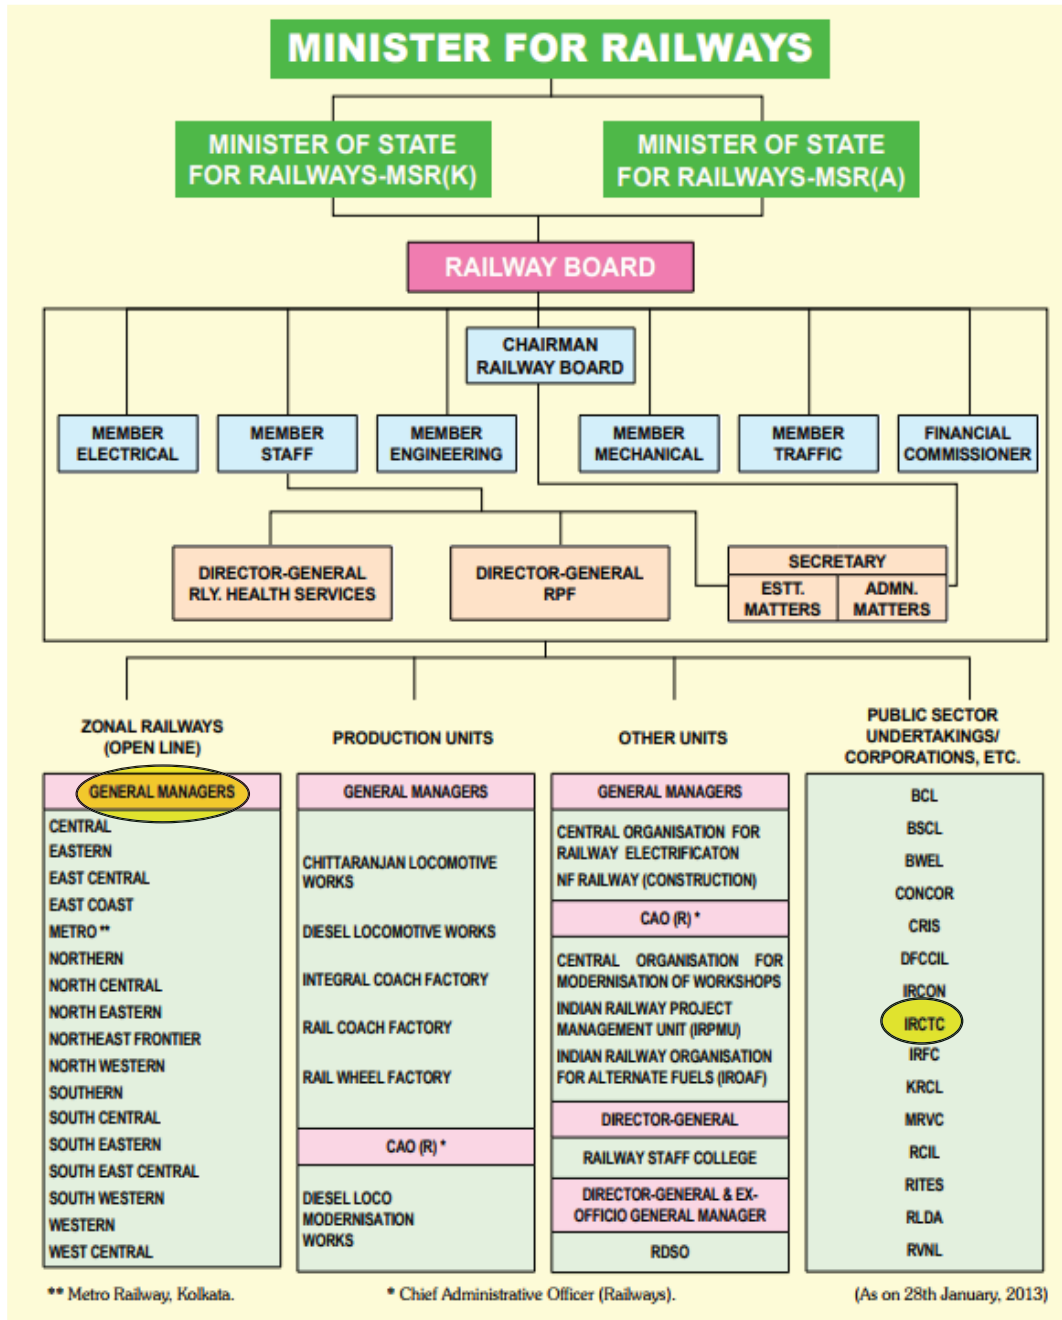 MINISTER FOR RAILWAYS
MINISTER OF STATE
FOR RAILWAYS-MSR(K)
MINISTER OF STATE
FOR RAILWAYS-MSR(A)
RAILWAY BOARD
CHAIRMAN
RAILWAY BOARD
MEMBER
ELECTRICAL
MEMBER
STAFF
MEMBER
ENGINEERING
MEMBER
MECHANICAL
MEMBER
TRAFFIC
FINANCIAL
COMMISSIONER
DIRECTOR-GENERAL
RLY. HEALTH SERVICES
DIRECTOR-GENERAL
RPF
SECRETARY
ESTT.
MATTERS
ADMN.
MATTERS
ZONAL RAILWAYS
(OPEN LINE)
GENERAL MANAGERS
CENTRAL
EASTERN
EAST CENTRAL
EAST COAST
METRO **
NORTHERN
NORTH CENTRAL
NORTH EASTERN
NORTHEAST FRONTIER
NORTH WESTERN
SOUTHERN
SOUTH CENTRAL
SOUTH EASTERN
SOUTH EAST CENTRAL
SOUTH WESTERN
WESTERN
WEST CENTRAL
PRODUCTION UNITS
GENERAL MANAGERS
CHITTARANJAN LOCOMOTIVE
WORKS
DIESEL LOCOMOTIVE WORKS
INTEGRAL COACH FACTORY
RAIL COACH FACTORY
RAIL WHEEL FACTORY
CAO (R) *
DIESEL LOCO
MODERNISATION
WORKS
OTHER UNITS
GENERAL MANAGERS
CENTRAL ORGANISATION FOR
RAILWAY ELECTRIFICATON
NF RAILWAY (CONSTRUCTION)
CAO (R) *
CENTRAL ORGANISATION FOR
MODERNISATION OF WORKSHOPS
INDIAN RAILWAY PROJECT
MANAGEMENT UNIT (IRPMU)
INDIAN RAILWAY ORGANISATION
FOR ALTERNATE FUELS (IROAF)
DIRECTOR-GENERAL
RAILWAY STAFF COLLEGE
DIRECTOR-GENERAL & EX-
OFFICIO GENERAL MANAGER
RDSO
PUBLIC SECTOR
UNDERTAKINGS/
CORPORATIONS, ETC.
BCL
BSCL
BWEL
CONCOR
CRIS
DFCCIL
IRCON
IRCTC
IRFC
KRCL
MRVC
RCIL
RITES
RLDA
RVNL
** Metro Railway, Kolkata.
* Chief Administrative Officer (Railways).
(As on 28th January, 2013)